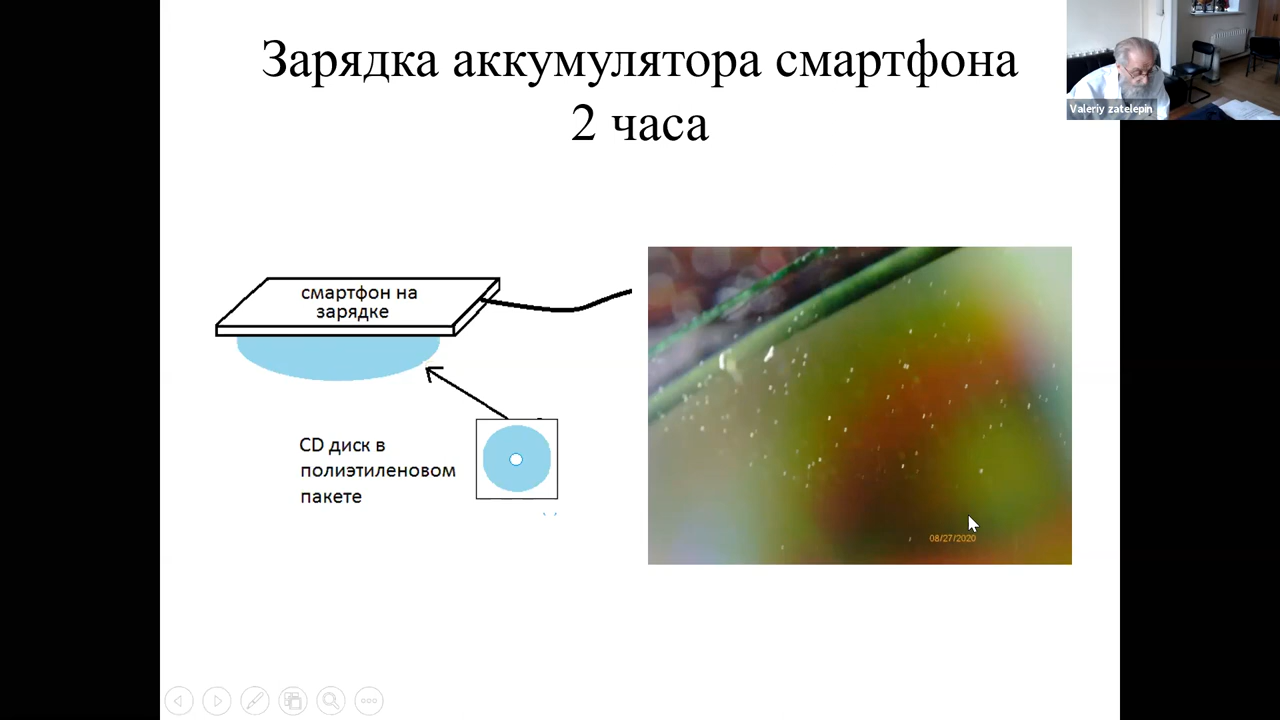 Зарядка аккумулятора смартфона
2 часа
Valeriy zatelepin
смартфон на
зарядке
CD диск в
полиэтиленовом
пакете
08/27/2020